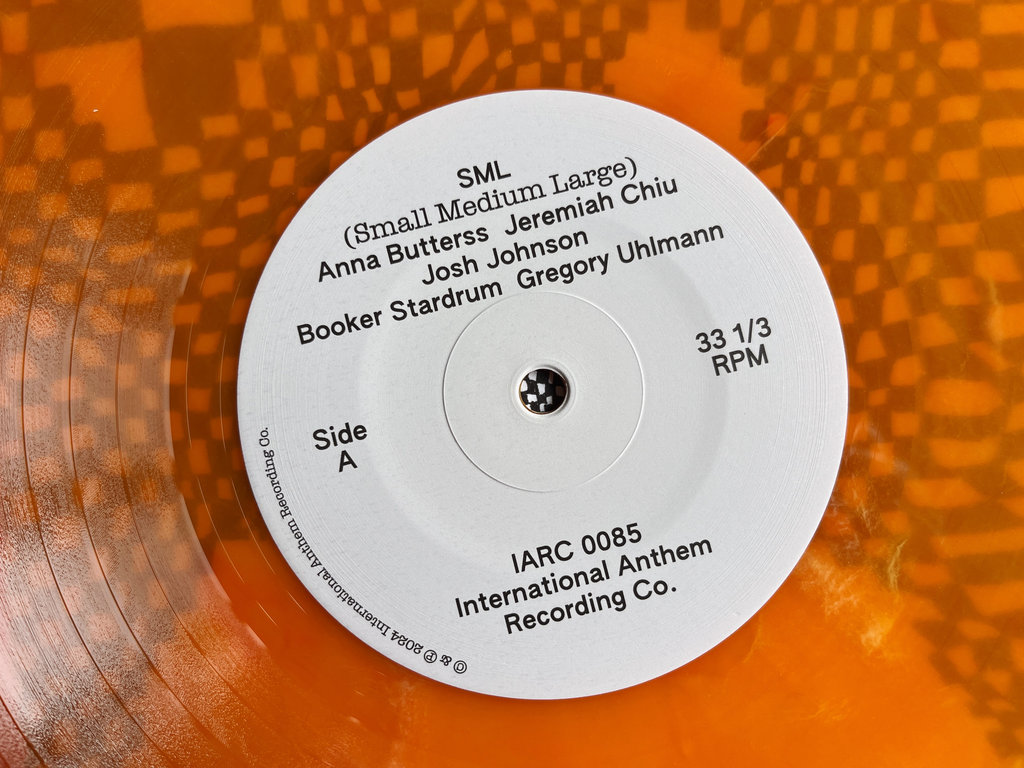 SML
(Small Medium Large)
Anna Butterss Jeremiah Chiu
Josh Johnson
Booker Stardrum Gregory Uhlmann
33 1/3
RPM
Side
A
IARC 0085
International Anthem
Recording Co.
© & ℗ 2024 International Anthem Recording Co.